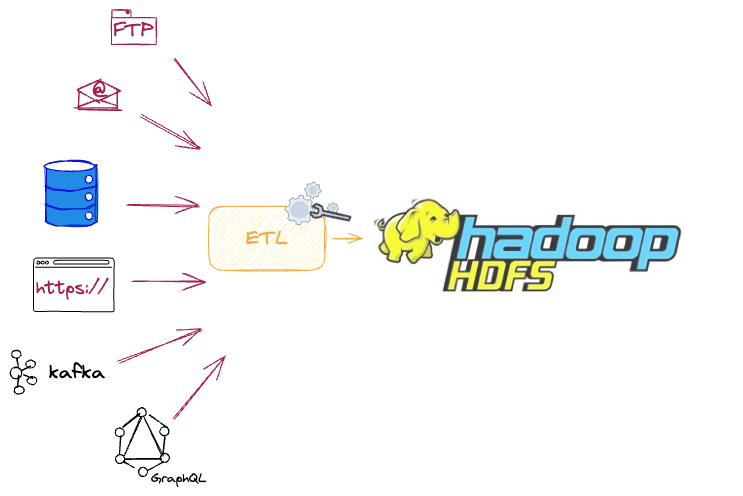 FTP
@
ETL
hadoop
HDFS
https://
kafka
GraphQL